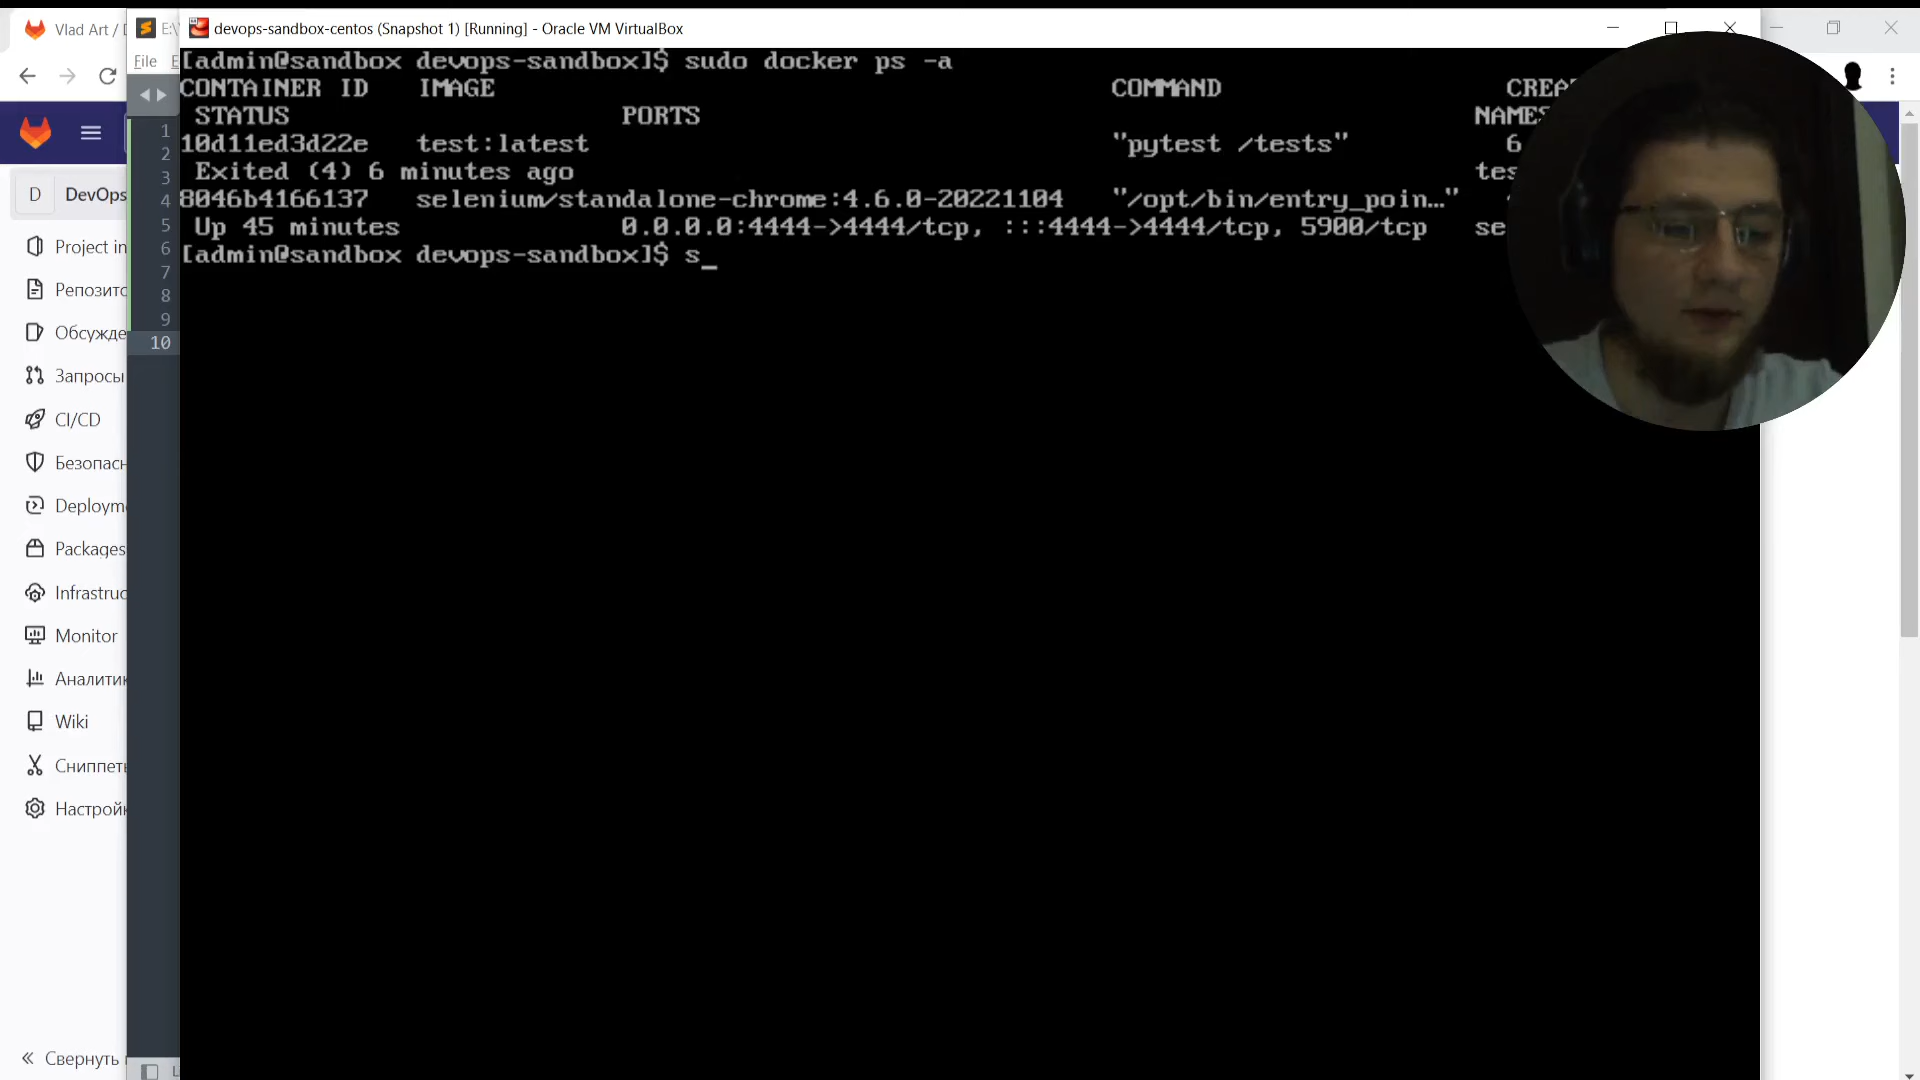 Vlad Art / D
E:\
devops-sandbox-centos (Snapshot 1) [Running] - Oracle VM VirtualBox
File E
[admin@sandbox devops-sandbox]$ sudo docker ps -a
CONTAINER ID IMAGE COMMAND CREA
STATUS PORTS NAMES
10d11ed3d22e test:latest "pytest /tests" 6
Exited (4) 6 minutes ago tes
8046b4166137 selenium/standalone-chrome:4.6.0-20221104 "/opt/bin/entry_poin…"
Up 45 minutes 0.0.0.0:4444->4444/tcp, :::4444->4444/tcp, 5900/tcp se
[admin@sandbox devops-sandbox]$ s_
1
2
3
4
5
6
7
8
9
10
D DevOps
Project in
Репозито
Обсужде
Запросы
CI/CD
Безопасн
Deploym
Packages
Infrastruc
Monitor
Аналитик
Wiki
Сниппеты
Настройк
Свернуть